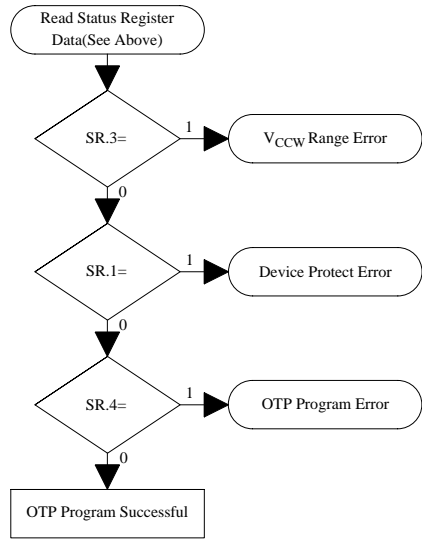 Read Status Register
Data(See Above)
SR.3=
1
VCCW Range Error
0
SR.1=
1
Device Protect Error
0
SR.4=
1
OTP Program Error
0
OTP Program Successful